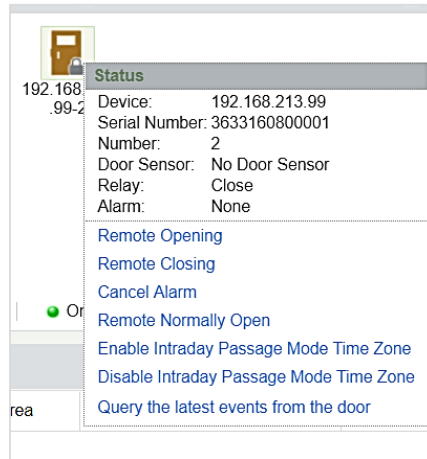 192.168
.99-2
Status
Device: 192.168.213.99
Serial Number: 3633160800001
Number: 2
Door Sensor: No Door Sensor
Relay: Close
Alarm: None
Remote Opening
Remote Closing
Cancel Alarm
Remote Normally Open
Enable Intraday Passage Mode Time Zone
Disable Intraday Passage Mode Time Zone
Query the latest events from the door